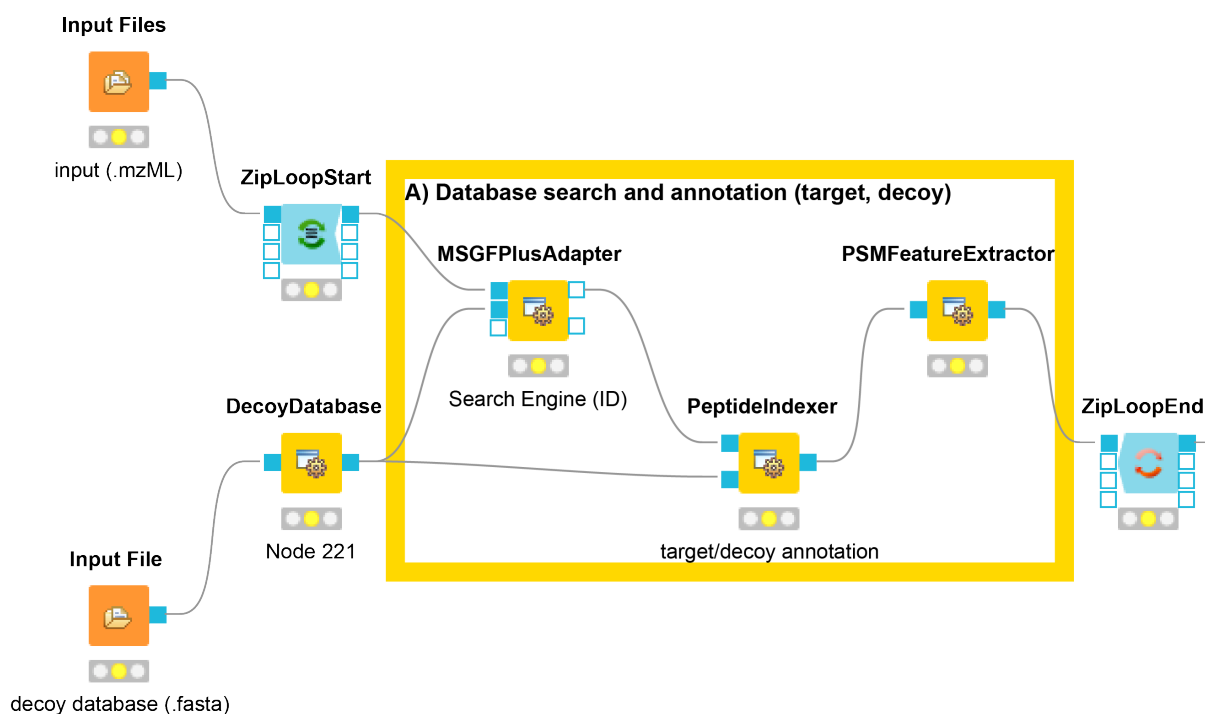 Input Files
input (.mzML)
ZipLoopStart
A) Database search and annotation (target, decoy)
MSGFPlusAdapter
Search Engine (ID)
PSMFeatureExtractor
DecoyDatabase
Node 221
PeptideIndexer
target/decoy annotation
ZipLoopEnd
Input File
decoy database (.fasta)